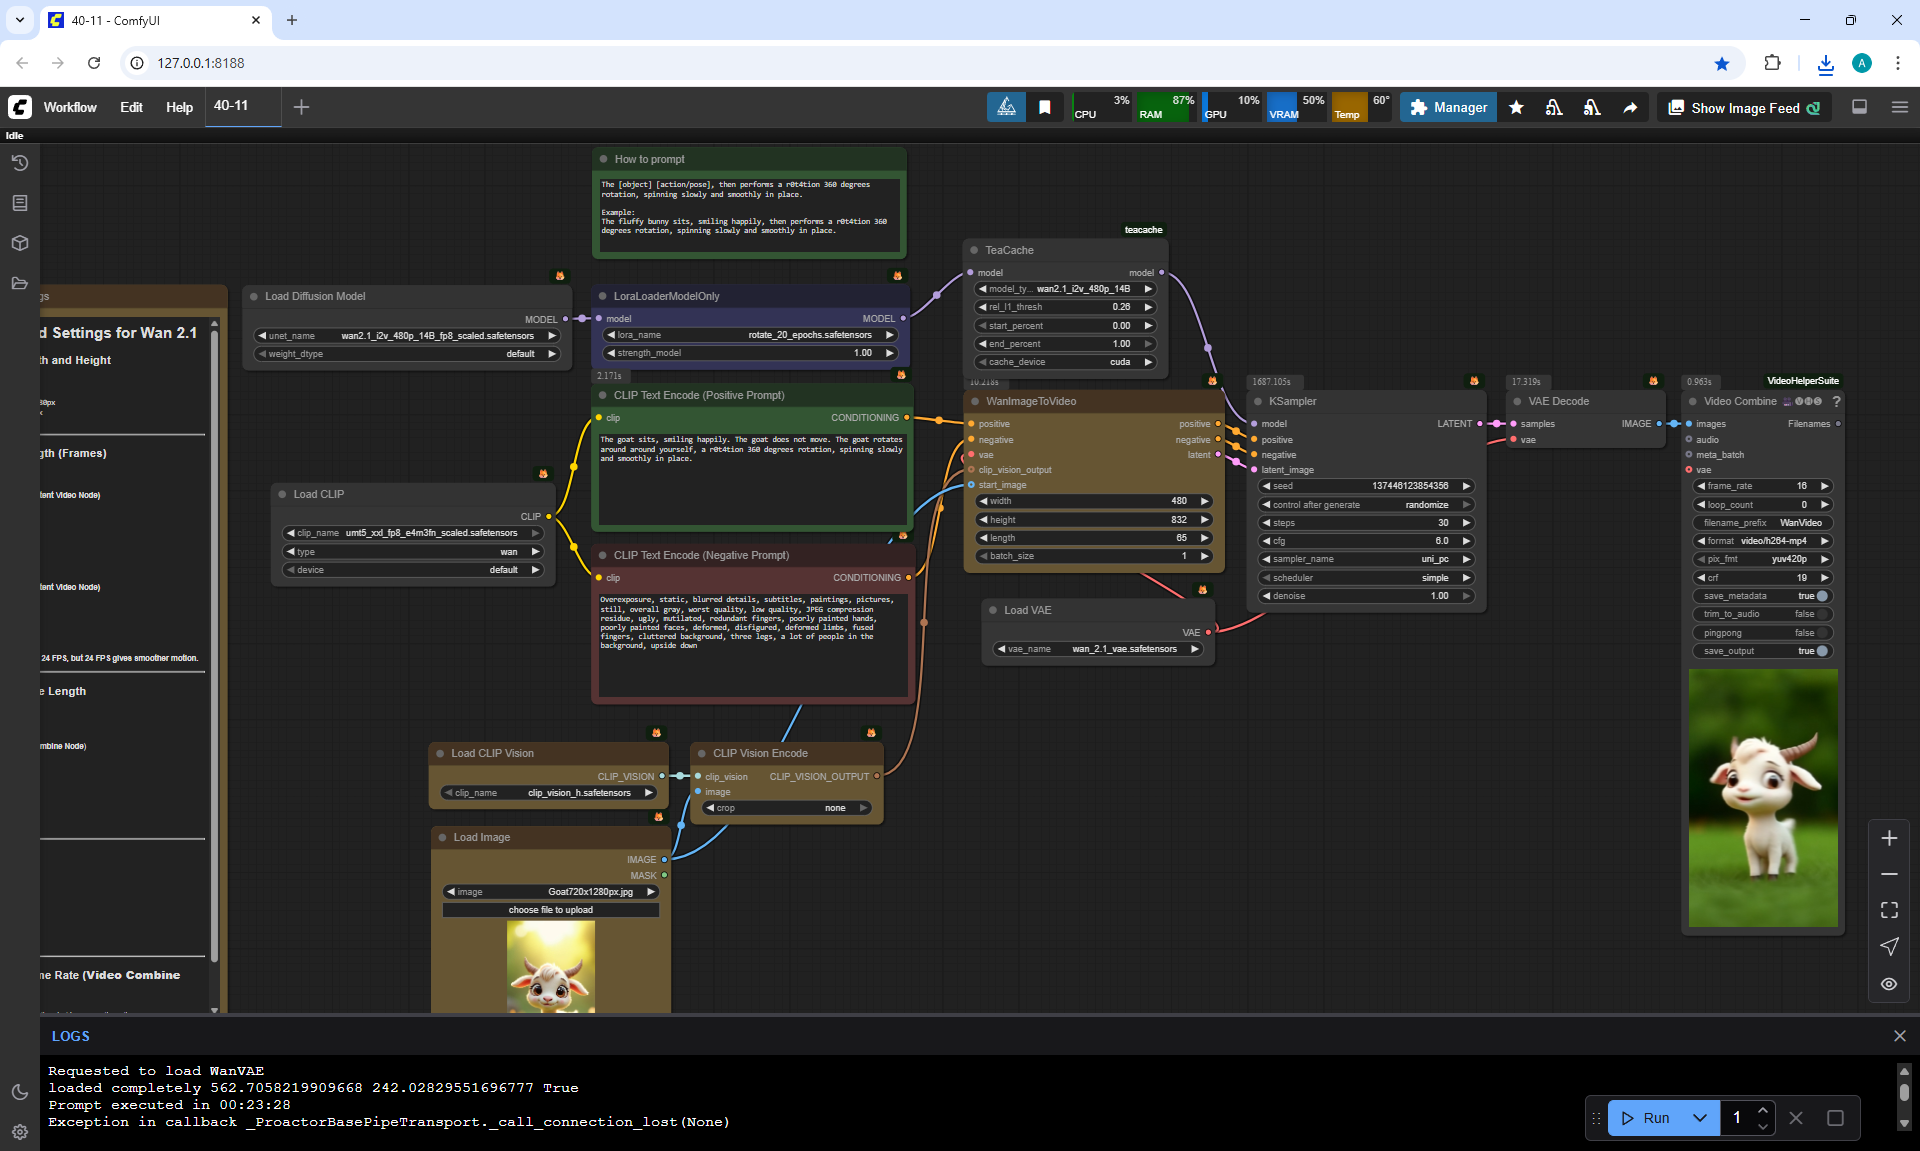 40-11 - ComfyUI
127.0.0.1:8188
Workflow Edit Help 40-11
CPU 3% RAM 87% GPU 10% VRAM 50% Temp 60°
Manager
Show Image Feed
Idle
How to prompt
The [object] [action/pose], then performs a r0t4tion 360 degrees
rotation, spinning slowly and smoothly in place.
Example:
The fluffy bunny sits, smiling happily, then performs a r0t4tion 360
degrees rotation, spinning slowly and smoothly in place.
gs
d Settings for Wan 2.1
th and Height
gth (Frames)
ent Video Node)
ent Video Node)
24 FPS, but 24 FPS gives smoother motion.
e Length
mbine Node)
ne Rate (Video Combine
Load Diffusion Model
MODEL
unet_name wan2.1_i2v_480p_14B_fp8_scaled.safetensors
weight_dtype default
LoraLoaderModelOnly
model MODEL
lora_name rotate_20_epochs.safetensors
strength_model 1.00
teacache
TeaCache
model model
model_ty... wan2.1_i2v_480p_14B
rel_l1_thresh 0.26
start_percent 0.00
end_percent 1.00
cache_device cuda
2.171s
CLIP Text Encode (Positive Prompt)
clip CONDITIONING
The goat sits, smiling happily. The goat does not move. The goat rotates
around around yourself, a r0t4tion 360 degrees rotation, spinning slowly
and smoothly in place.
Load CLIP
CLIP
clip_name umt5_xxl_fp8_e4m3fn_scaled.safetensors
type wan
device default
CLIP Text Encode (Negative Prompt)
clip CONDITIONING
Overexposure, static, blurred details, subtitles, paintings, pictures,
still, overall gray, worst quality, low quality, JPEG compression
residue, ugly, mutilated, redundant fingers, poorly painted hands,
poorly painted faces, deformed, disfigured, deformed limbs, fused
fingers, cluttered background, three legs, a lot of people in the
background, upside down
10.218s
WanImageToVideo
positive positive
negative negative
vae latent
clip_vision_output
start_image
width 480
height 832
length 65
batch_size 1
Load VAE
VAE
vae_name wan_2.1_vae.safetensors
1687.105s
KSampler
model LATENT
positive
negative
latent_image
seed 137446123854356
control after generate randomize
steps 30
cfg 6.0
sampler_name uni_pc
scheduler simple
denoise 1.00
17.319s
VAE Decode
samples IMAGE
vae
0.963s VideoHelperSuite
Video Combine ?
images Filenames
audio
meta_batch
vae
frame_rate 16
loop_count 0
filename_prefix WanVideo
format video/h264-mp4
pix_fmt yuv420p
crf 19
save_metadata true
trim_to_audio false
pingpong false
save_output true
Load CLIP Vision
CLIP_VISION
clip_name clip_vision_h.safetensors
CLIP Vision Encode
clip_vision CLIP_VISION_OUTPUT
image
crop none
Load Image
IMAGE
MASK
image Goat720x1280px.jpg
choose file to upload
LOGS
Requested to load WanVAE
loaded completely 562.7058219909668 242.02829551696777 True
Prompt executed in 00:23:28
Exception in callback _ProactorBasePipeTransport._call_connection_lost(None)
Run 1